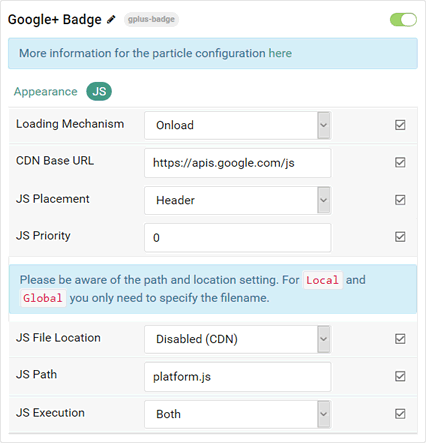 Google+ Badge gplus-badge
More information for the particle configuration here
Appearance JS
Loading Mechanism Onload
CDN Base URL https://apis.google.com/js
JS Placement Header
JS Priority 0
Please be aware of the path and location setting. For Local and
Global you only need to specify the filename.
JS File Location Disabled (CDN)
JS Path platform.js
JS Execution Both